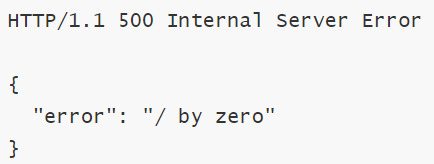 HTTP/1.1 500 Internal Server Error
{
"error": "/ by zero"
}